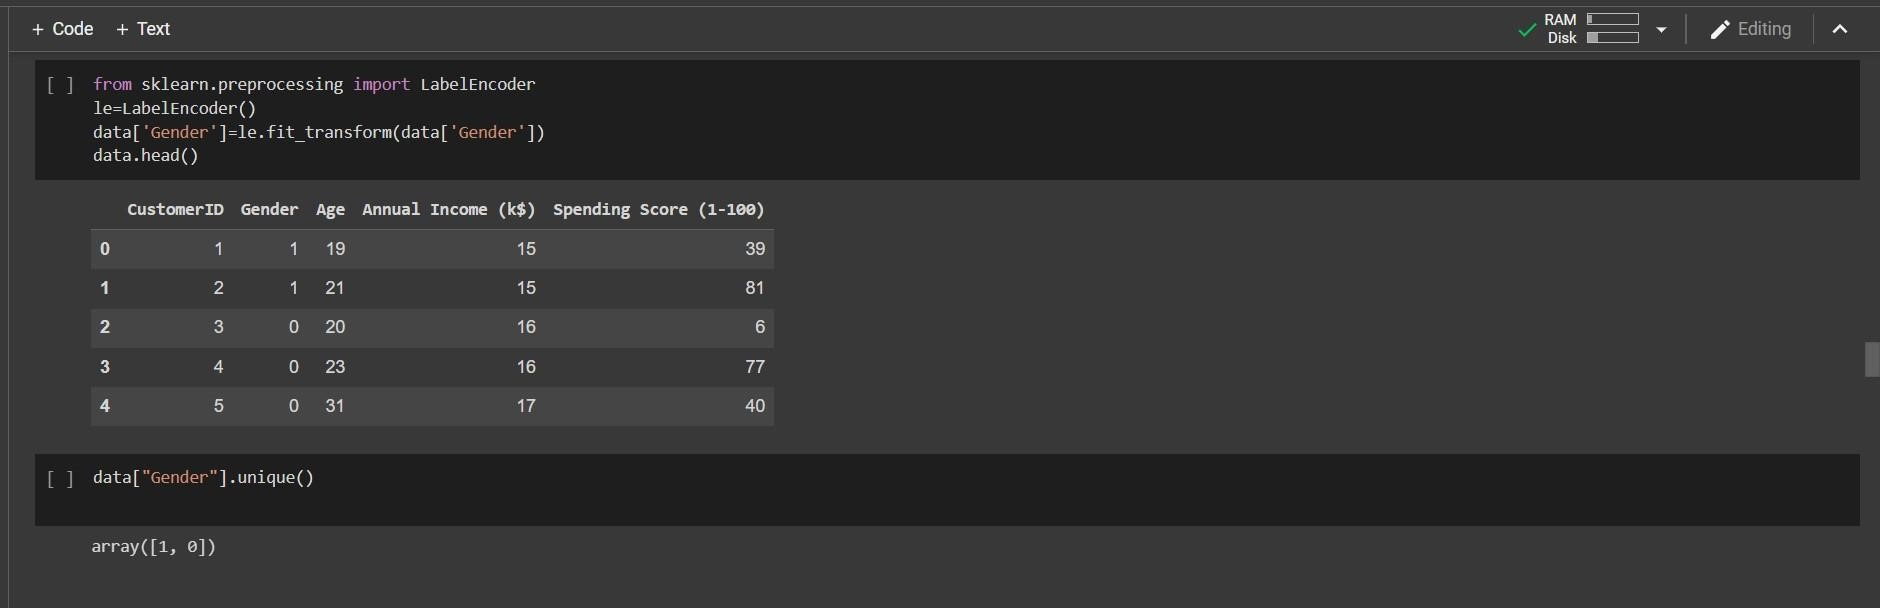 + Code + Text
RAM
Disk
Editing
[ ] from sklearn.preprocessing import LabelEncoder
le=LabelEncoder()
data['Gender']=le.fit_transform(data['Gender'])
data.head()
CustomerID Gender Age Annual Income (k$) Spending Score (1-100)
0 1 1 19 15 39
1 2 1 21 15 81
2 3 0 20 16 6
3 4 0 23 16 77
4 5 0 31 17 40
[ ] data["Gender"].unique()
array([1, 0])